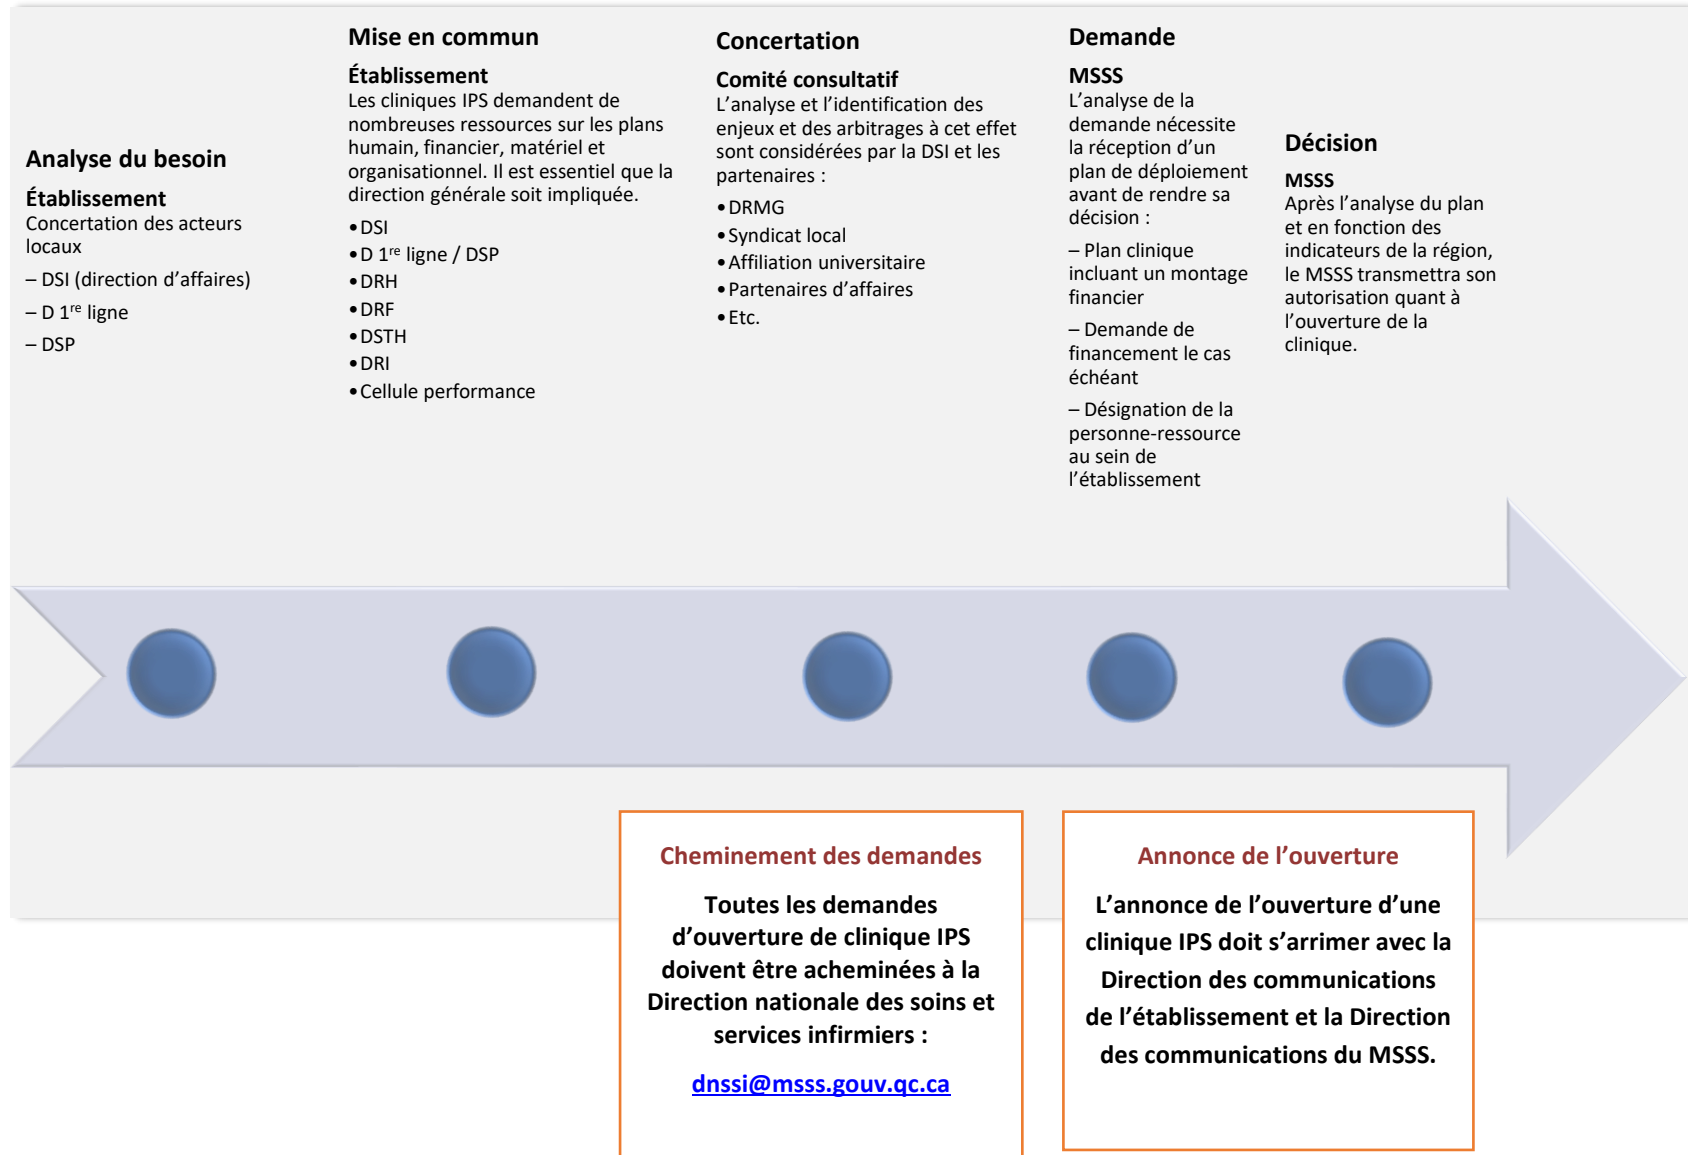 Analyse du besoin
Établissement
Concertation des acteurs
locaux
– DSI (direction d’affaires)
– D 1re ligne
– DSP
Mise en commun
Établissement
Les cliniques IPS demandent de
nombreuses ressources sur les plans
humain, financier, matériel et
organisationnel. Il est essentiel que la
direction générale soit impliquée.
•DSI
•D 1re ligne / DSP
•DRH
•DRF
•DSTH
•DRI
•Cellule performance
Concertation
Comité consultatif
L’analyse et l’identification des
enjeux et des arbitrages à cet effet
sont considérées par la DSI et les
partenaires :
•DRMG
•Syndicat local
•Affiliation universitaire
•Partenaires d’affaires
•Etc.
Demande
MSSS
L’analyse de la
demande nécessite
la réception d’un
plan de déploiement
avant de rendre sa
décision :
– Plan clinique
incluant un montage
financier
– Demande de
financement le cas
échéant
– Désignation de la
personne-ressource
au sein de
l’établissement
Décision
MSSS
Après l’analyse du plan
et en fonction des
indicateurs de la région,
le MSSS transmettra son
autorisation quant à
l’ouverture de la
clinique.
Cheminement des demandes
Toutes les demandes
d’ouverture de clinique IPS
doivent être acheminées à la
Direction nationale des soins et
services infirmiers :
dnssi@msss.gouv.qc.ca
Annonce de l’ouverture
L’annonce de l’ouverture d’une
clinique IPS doit s’arrimer avec la
Direction des communications
de l’établissement et la Direction
des communications du MSSS.